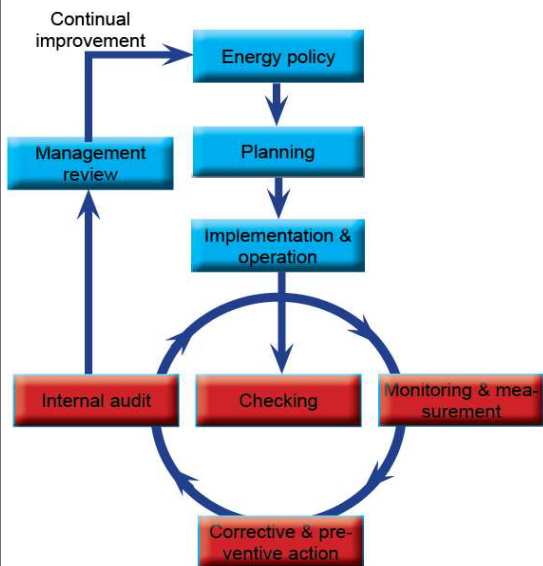 Continual
improvement
Energy policy
Management
review
Planning
Implementation &
operation
Internal audit
Checking
Monitoring & mea-
surement
Corrective & pre-
ventive action